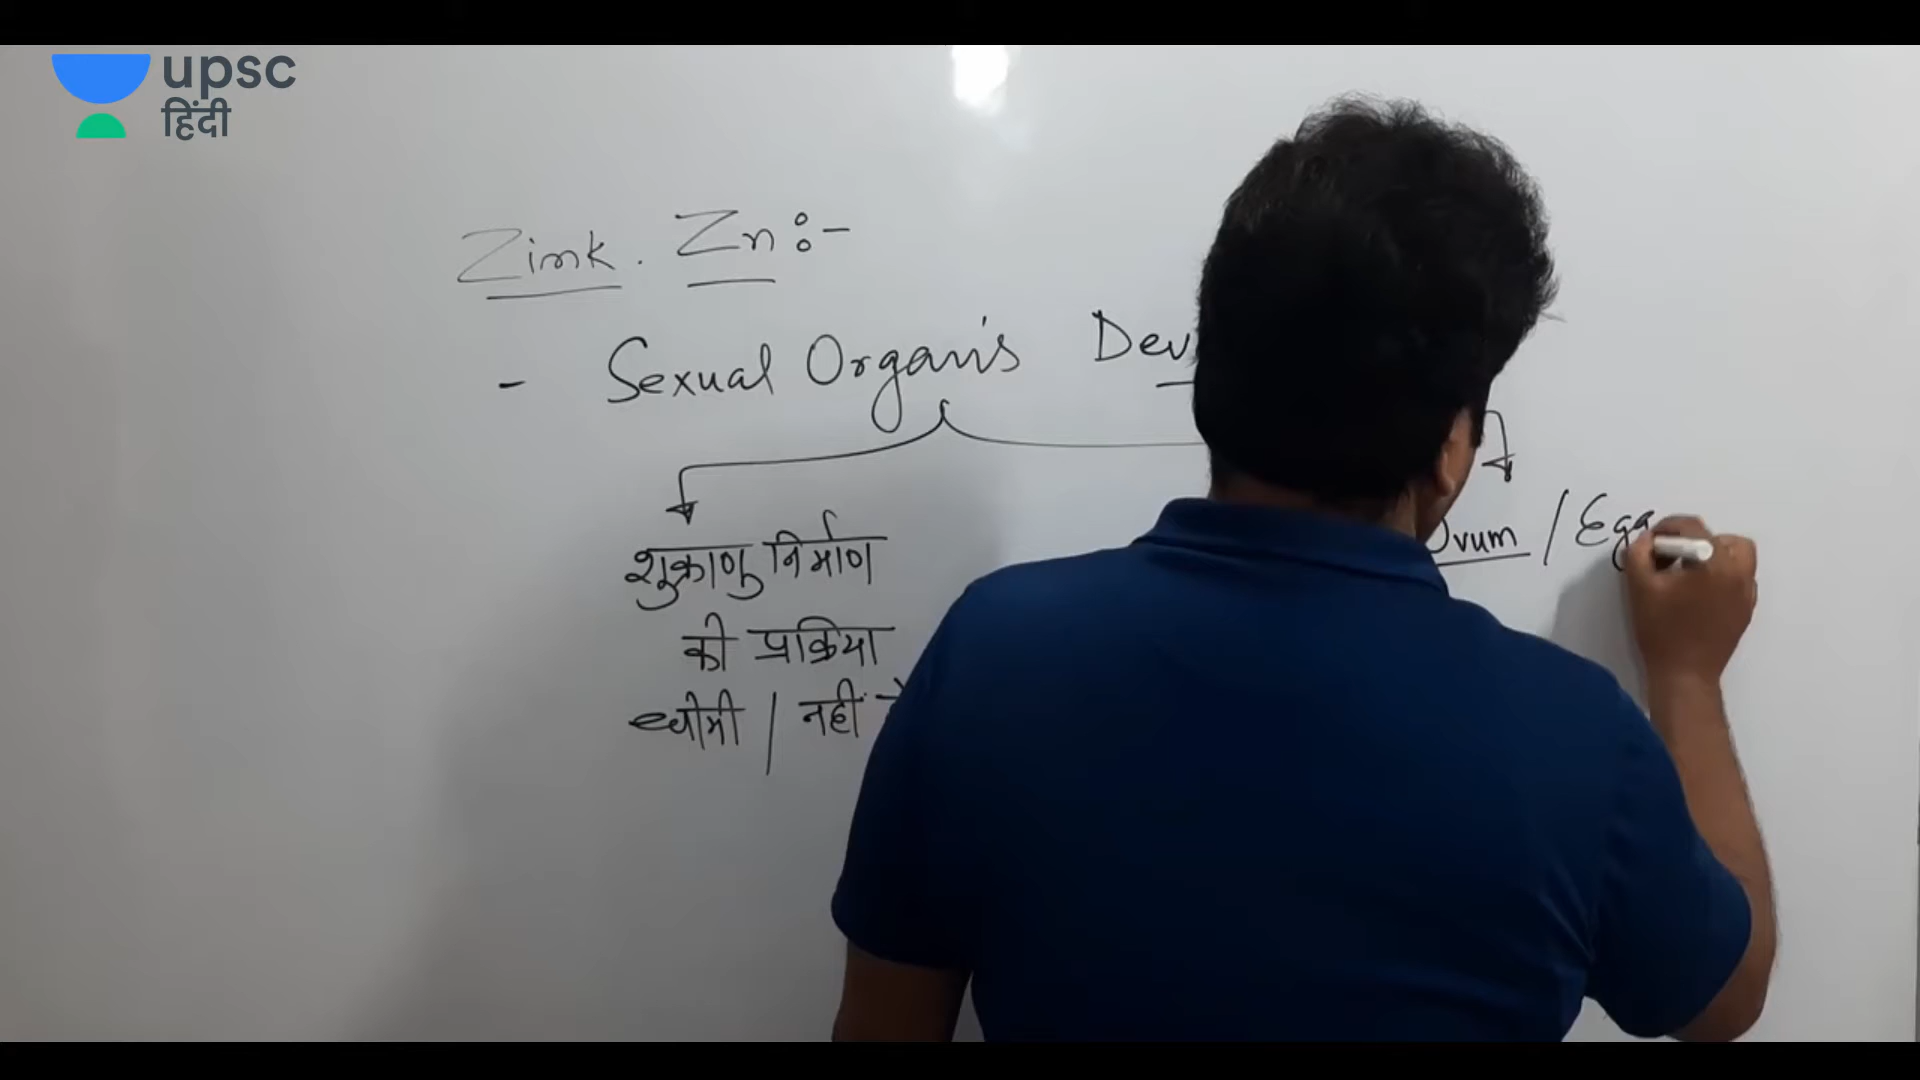 upsc
हिंदी
Zink. Zn :-
- Sexual Organ's Dev
शुक्राणु निर्माण
की प्रक्रिया
धीमी / नही
Ovum / Egg